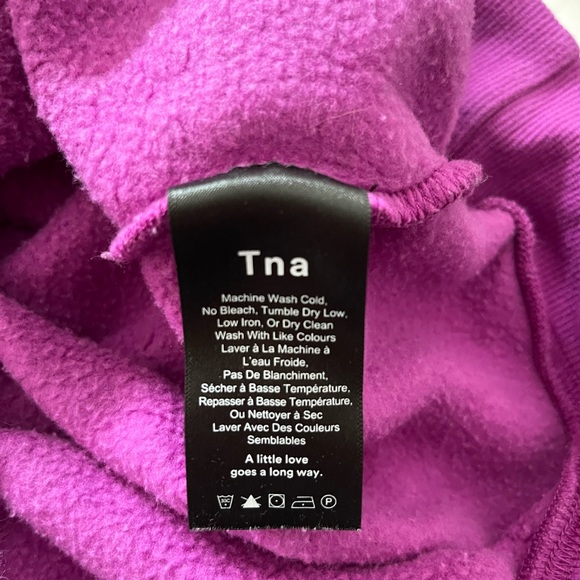 Tna
Machine Wash Cold,
No Bleach, Tumble Dry Low,
Low Iron, Or Dry Clean
Wash With Like Colours
Laver à La Machine à
L'eau Froide,
Pas De Blanchiment,
Sécher à Basse Température,
Repasser à Basse Température,
Ou Nettoyer à Sec
Laver Avec Des Couleurs
Semblables
A little love
goes a long way.
P